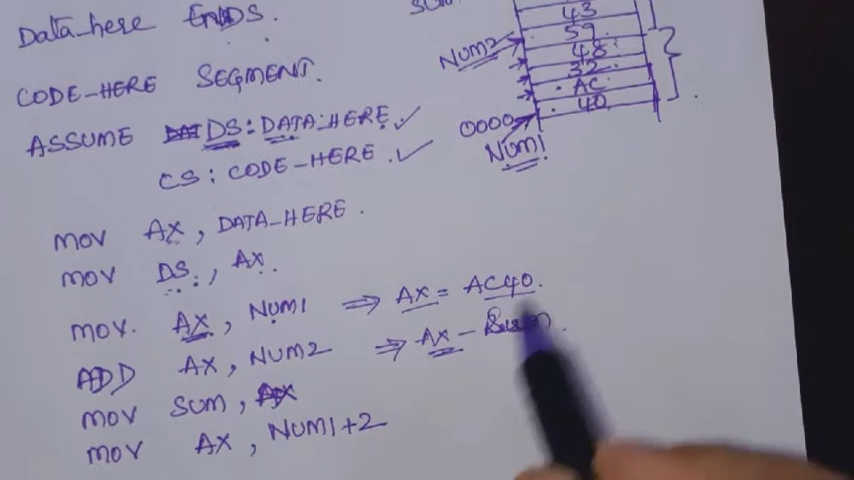 Data_here ENDS.
CODE-HERE SEGMENT.
ASSUME DS: DATA-HERE. ✓
CS: CODE-HERE. ✓
MOV AX, DATA-HERE.
MOV DS, AX.
MOV. AX, NUM1 ⇒ AX = AC40.
ADD AX, NUM2 ⇒ AX - Sum.
MOV SUM, AX
MOV AX, NUM1+2
43
NUM2 59
48
32
AC
0000 40
NUM1